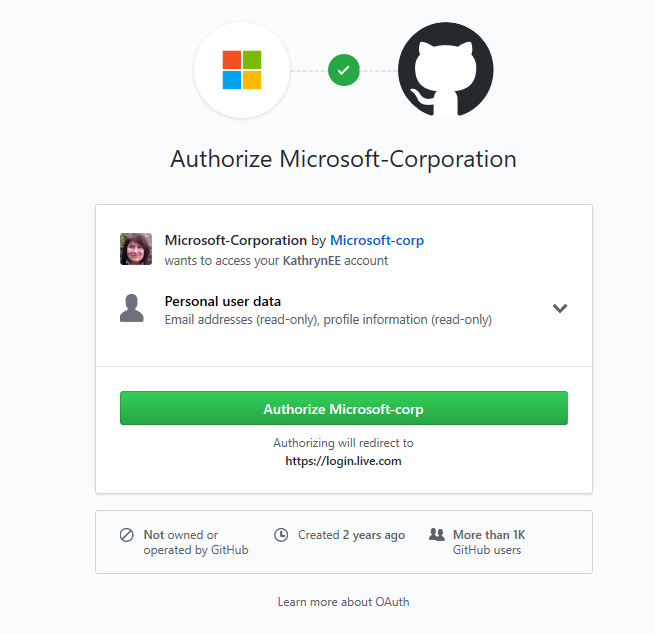 Authorize Microsoft-Corporation
Microsoft-Corporation by Microsoft-corp
wants to access your KathrynEE account
Personal user data
Email addresses (read-only), profile information (read-only)
Authorize Microsoft-corp
Authorizing will redirect to
https://login.live.com
Not owned or
operated by GitHub
Created 2 years ago
More than 1K
GitHub users
Learn more about OAuth